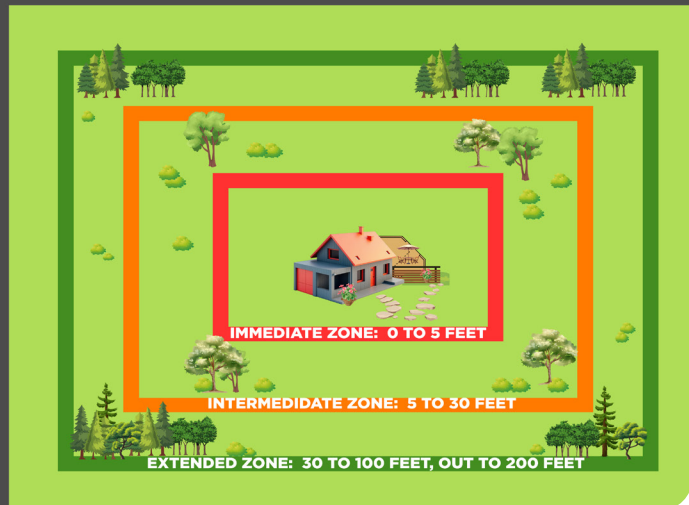 IMMEDIATE ZONE: 0 TO 5 FEET
INTERMEDIDATE ZONE: 5 TO 30 FEET
EXTENDED ZONE: 30 TO 100 FEET, OUT TO 200 FEET